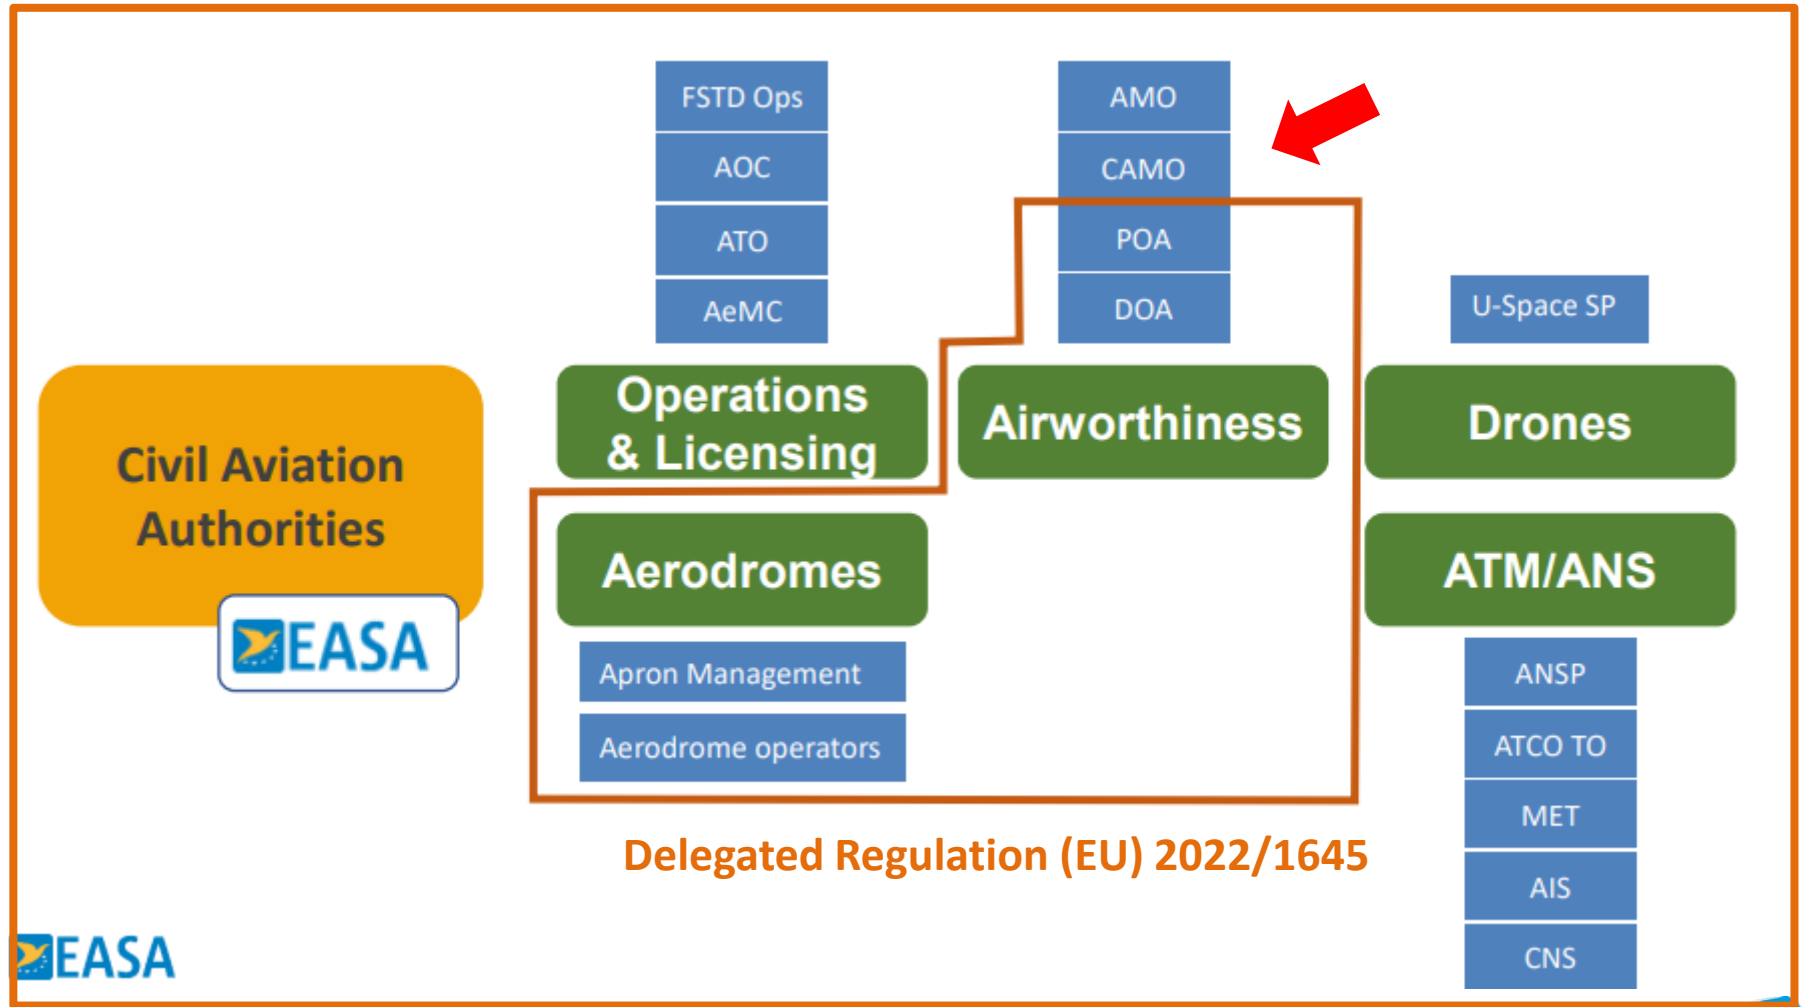 FSTD Ops
AOC
ATO
AeMC
AMO
CAMO
POA
DOA
U-Space SP
Civil Aviation
Authorities
EASA
Operations
& Licensing
Airworthiness
Drones
Aerodromes
ATM/ANS
Apron Management
Aerodrome operators
ANSP
ATCO TO
MET
AIS
CNS
Delegated Regulation (EU) 2022/1645
EASA